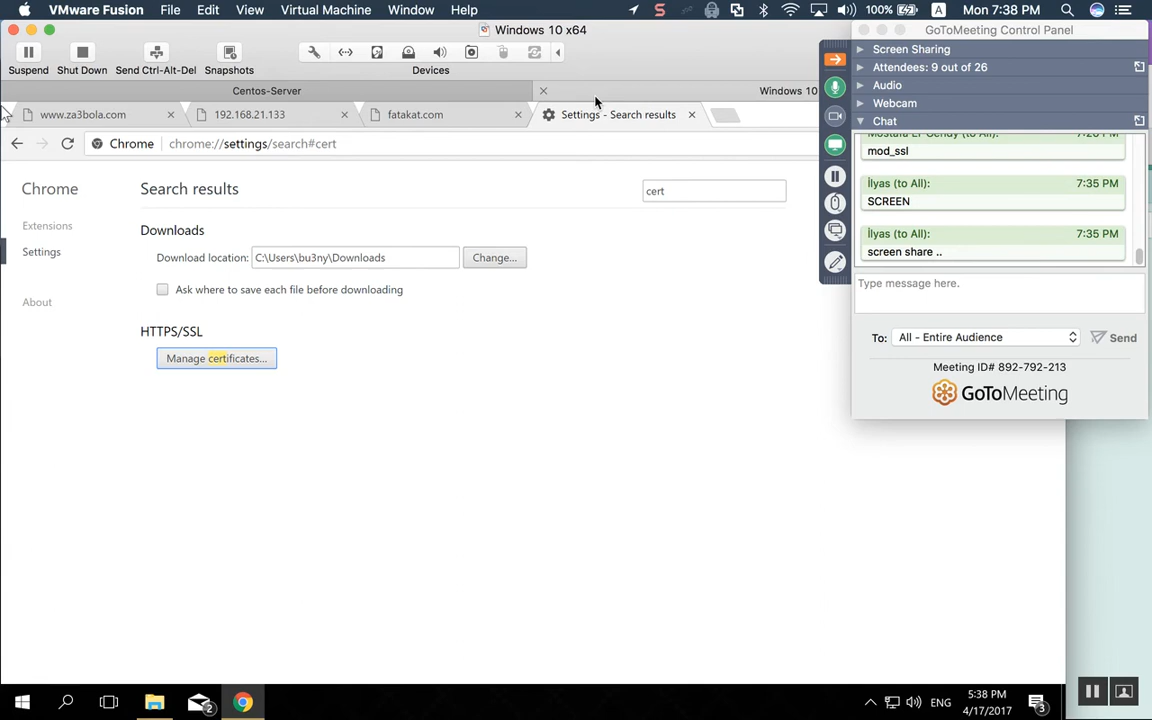 VMware Fusion File Edit View Virtual Machine Window Help 100% A Mon 7:38 PM
Windows 10 x64
Suspend Shut Down Send Ctrl-Alt-Del Snapshots Devices
Centos-Server Windows 10
www.za3bola.com 192.168.21.133 fatakat.com Settings - Search results
Chrome chrome://settings/search#cert
Chrome
Search results
cert
Extensions
Settings
About
Downloads
Download location: C:\Users\bu3ny\Downloads Change...
Ask where to save each file before downloading
HTTPS/SSL
Manage certificates...
GoToMeeting Control Panel
Screen Sharing
Attendees: 9 out of 26
Audio
Webcam
Chat
mod_ssl
İlyas (to All): 7:35 PM
SCREEN
İlyas (to All): 7:35 PM
screen share ..
Type message here.
To: All - Entire Audience Send
Meeting ID# 892-792-213
GoToMeeting
2 ENG 5:38 PM
4/17/2017 3